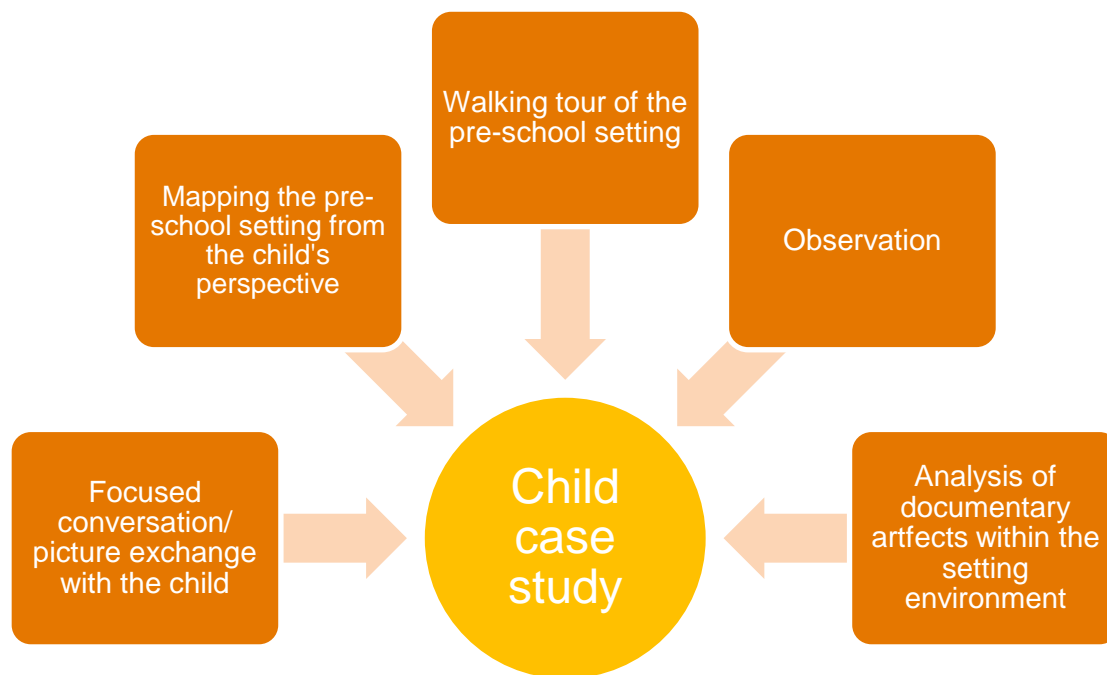 Walking tour of the
pre-school setting
Mapping the pre-
school setting from
the child's
perspective
Observation
Focused
conversation/
picture exchange
with the child
Child
case
study
Analysis of
documentary
artfects within the
setting
environment